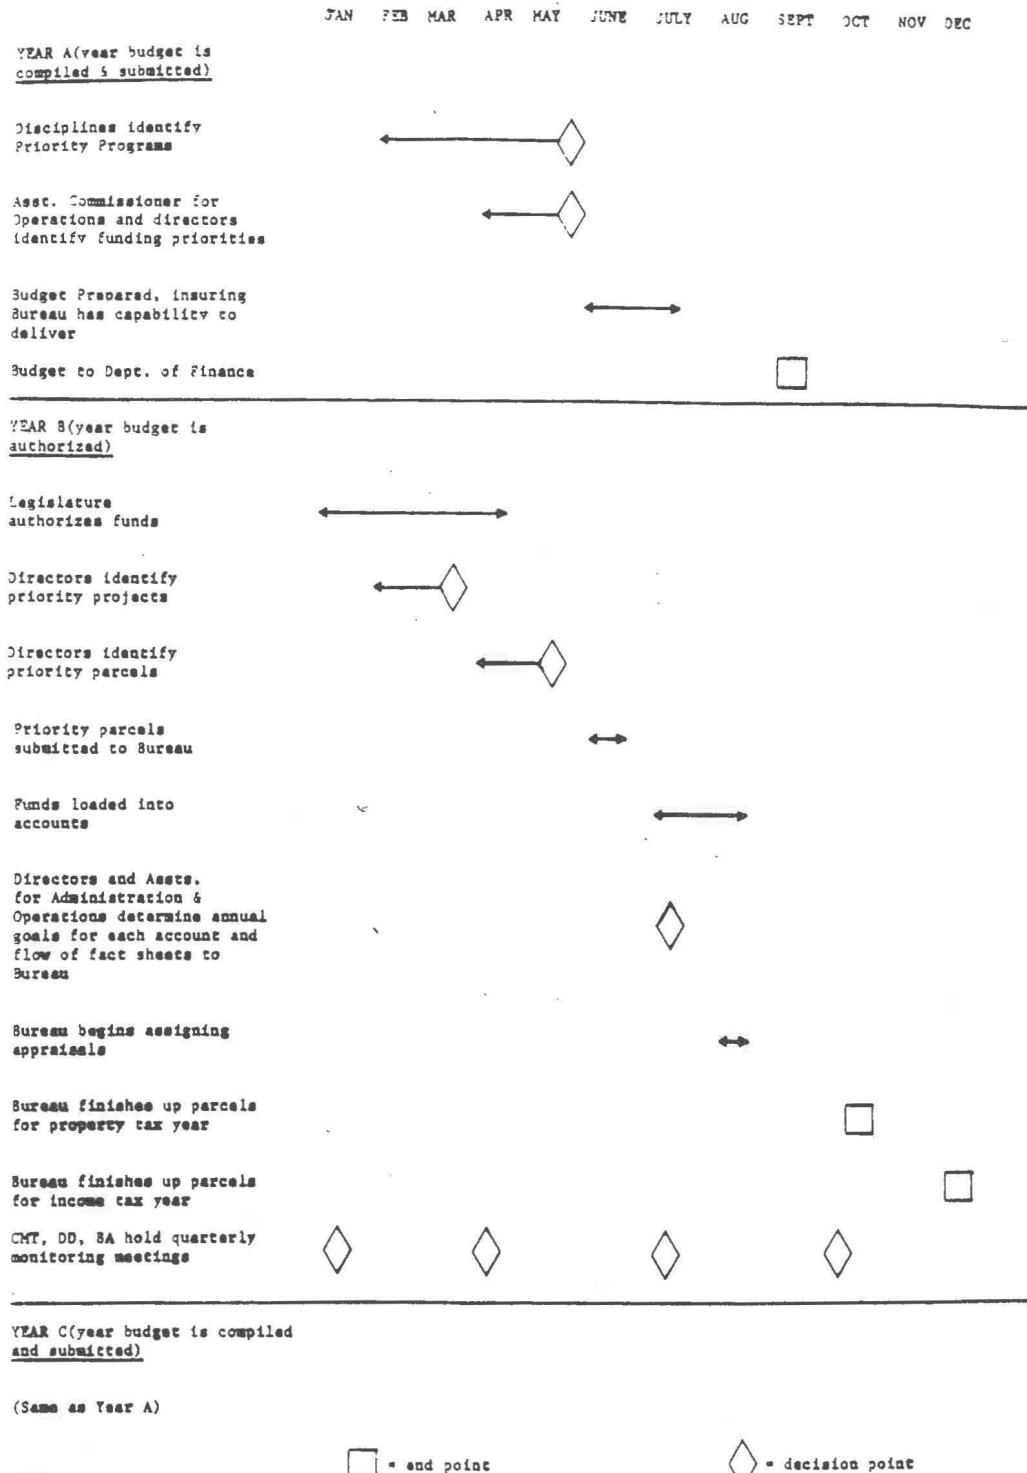 JAN FEB MAR APR MAY JUNE JULY AUG SEPT OCT NOV DEC
YEAR A(year budget is
compiled & submitted)
Disciplines identify
Priority Programs
Asst. Commissioner for
Operations and directors
identify funding priorities
Budget Prepared, insuring
Bureau has capability to
deliver
Budget to Dept. of Finance
YEAR B(year budget is
authorized)
Legislature
authorizes funds
Directors identify
priority projects
Directors identify
priority parcels
Priority parcels
submitted to Bureau
Funds loaded into
accounts
Directors and Assts.
for Administration &
Operations determine annual
goals for each account and
flow of fact sheets to
Bureau
Bureau begins assigning
appraisals
Bureau finishes up parcels
for property tax year
Bureau finishes up parcels
for income tax year
CMT, DD, BA hold quarterly
monitoring meetings
YEAR C(year budget is compiled
and submitted)
(Same as Year A)
= end point = decision point